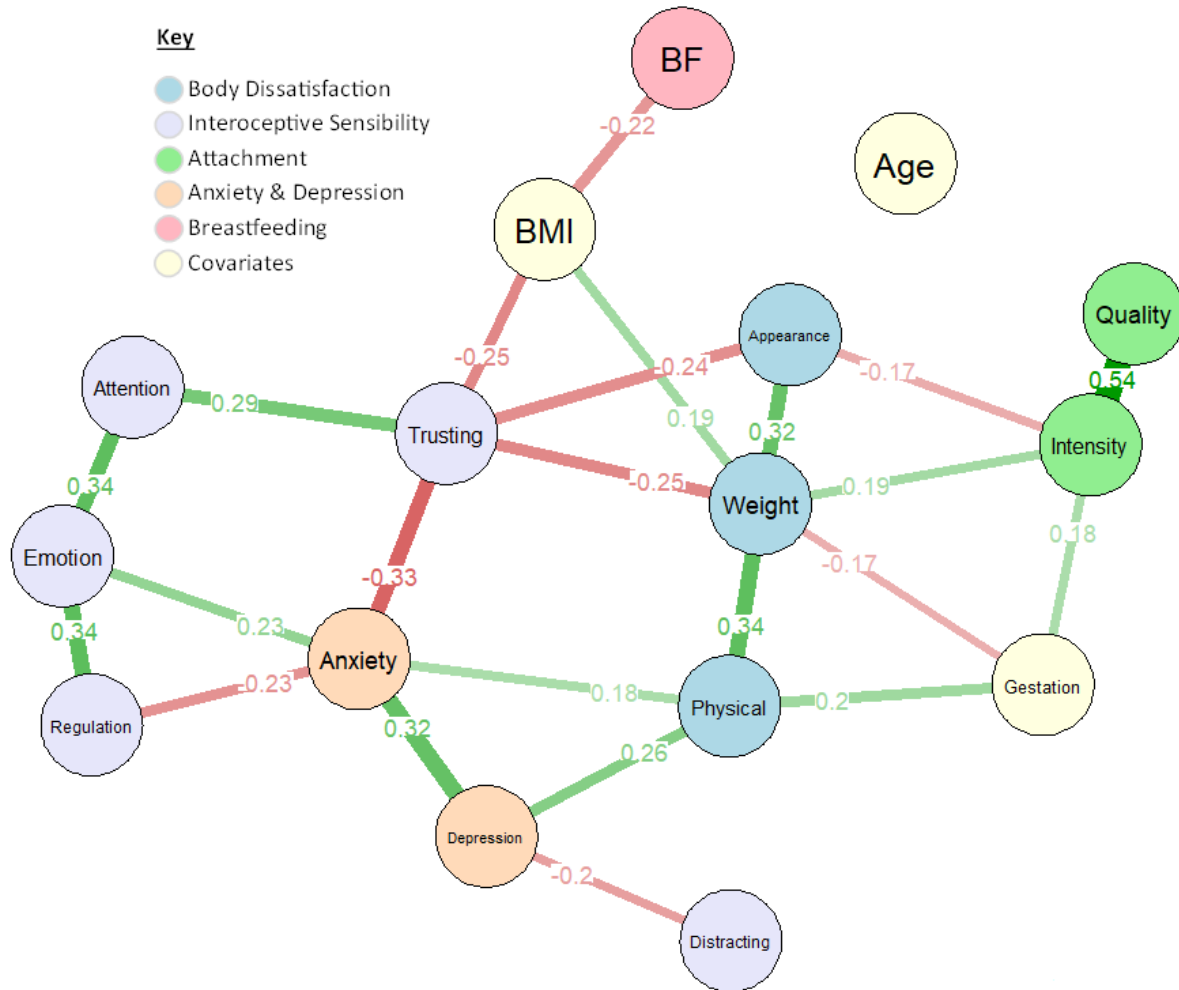 Key
Body Dissatisfaction
Interoceptive Sensibility
Attachment
Anxiety & Depression
Breastfeeding
Covariates
BF
-0.22
Age
BMI
Quality
Appearance
-0.25
-0.24
-0.17
0.54
Attention
0.29
Trusting
0.19
0.32
Intensity
0.34
-0.25
Weight
0.19
0.18
Emotion
-0.33
-0.17
0.23
0.34
0.34
Anxiety
-0.23
0.18
Gestation
Regulation
0.32
Physical
0.2
0.26
Depression
-0.2
Distracting